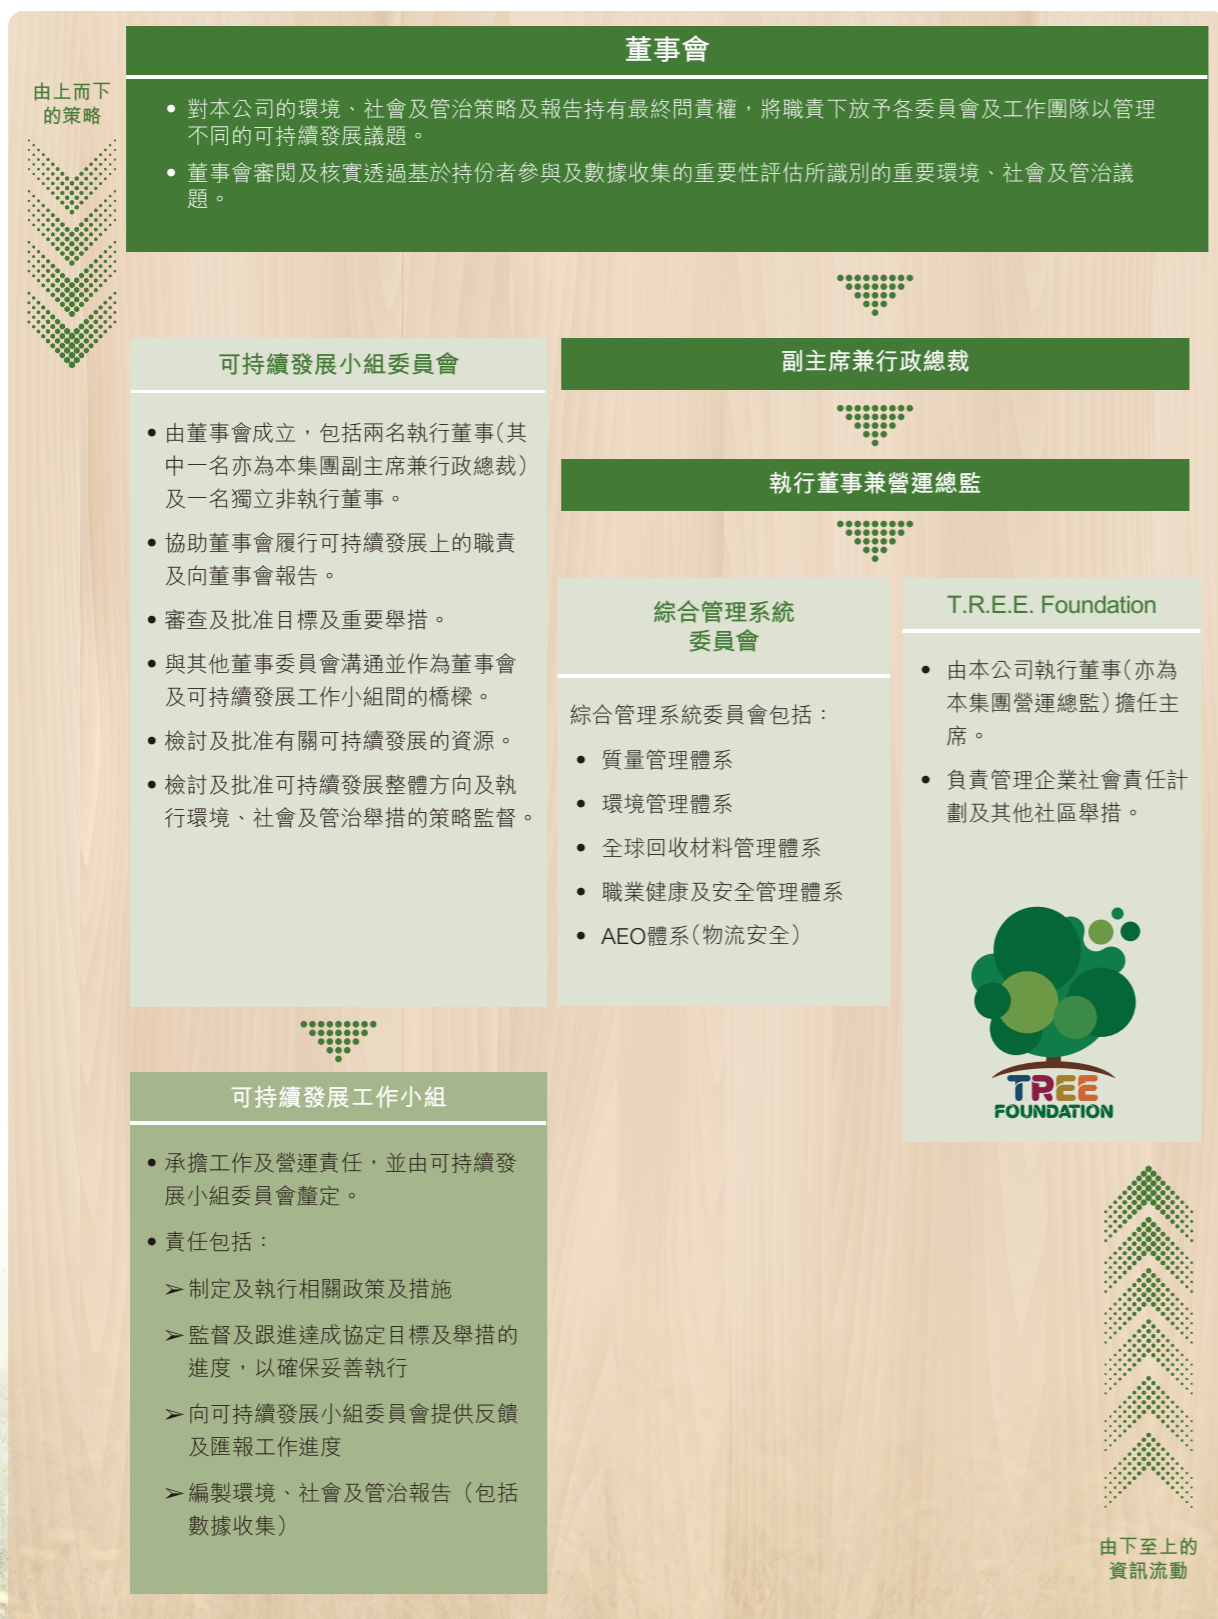 董事會
由上而下
的策略
• 對本公司的環境、社會及管治策略及報告持有最終問責權，將職責下放予各委員會及工作團隊以管理
不同的可持續發展議題。
• 董事會審閱及核實透過基於持份者參與及數據收集的重要性評估所識別的重要環境、社會及管治議
題。
可持續發展小組委員會
• 由董事會成立，包括兩名執行董事（其
中一名亦為本集團副主席兼行政總裁）
及一名獨立非執行董事。
• 協助董事會履行可持續發展上的職責
及向董事會報告。
• 審查及批准目標及重要舉措。
• 與其他董事委員會溝通並作為董事會
及可持續發展工作小組間的橋樑。
• 檢討及批准有關可持續發展的資源。
• 檢討及批准可持續發展整體方向及執
行環境、社會及管治舉措的策略監督。
副主席兼行政總裁
執行董事兼營運總監
綜合管理系統
委員會
綜合管理系統委員會包括：
• 質量管理體系
• 環境管理體系
• 全球回收材料管理體系
• 職業健康及安全管理體系
• AEO體系（物流安全）
T.R.E.E. Foundation
• 由本公司執行董事（亦為
本集團營運總監）擔任主
席。
• 負責管理企業社會責任計
劃及其他社區舉措。
TREE
FOUNDATION
可持續發展工作小組
• 承擔工作及營運責任，並由可持續發
展小組委員會釐定。
• 責任包括：
➢ 制定及執行相關政策及措施
➢ 監督及跟進達成協定目標及舉措的
進度，以確保妥善執行
➢ 向可持續發展小組委員會提供反饋
及匯報工作進度
➢ 編製環境、社會及管治報告（包括
數據收集）
由下至上的
資訊流動